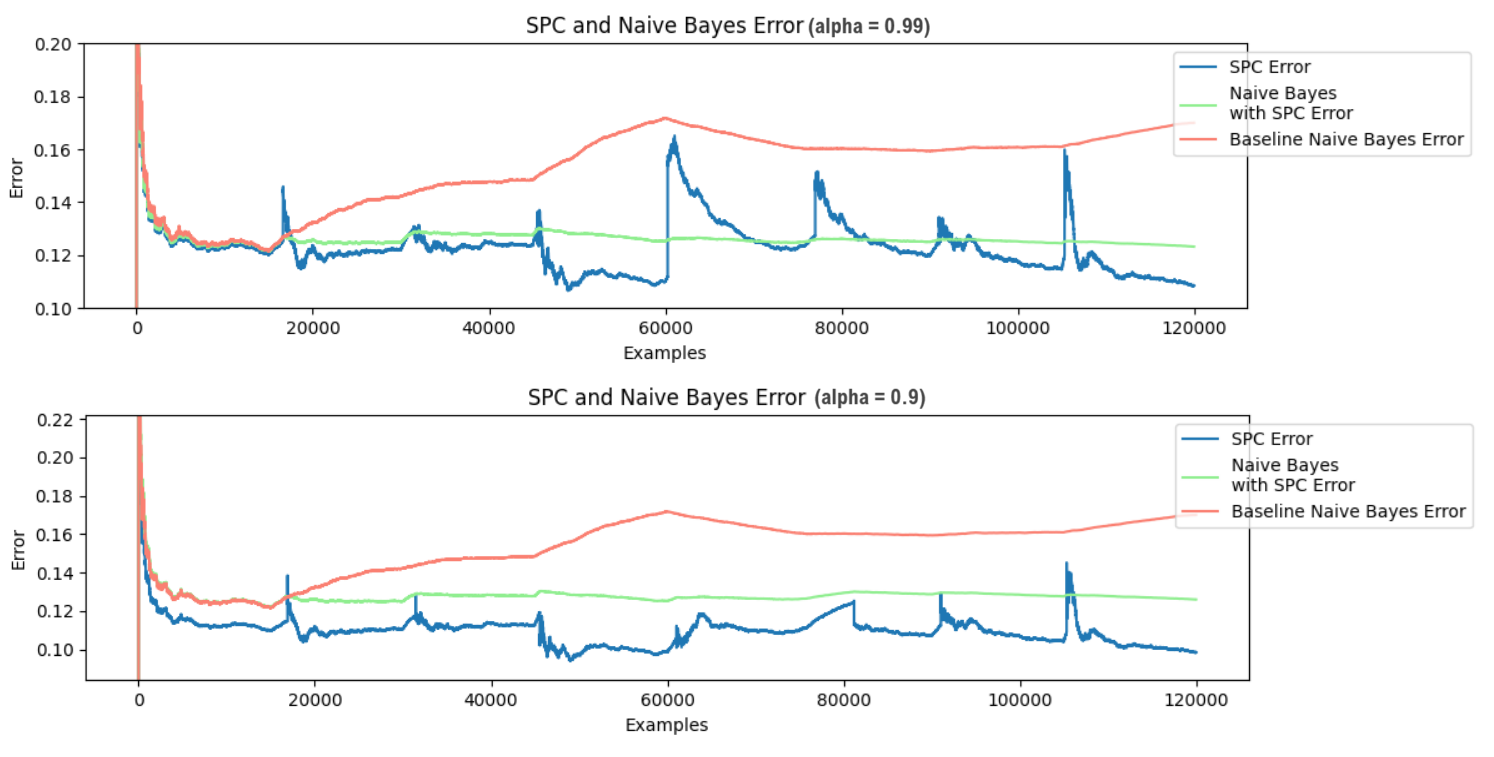 SPC and Naive Bayes Error (alpha = 0.99)
0.20
0.18
0.16
0.14
0.12
0.10
Error
0
20000
40000
60000
80000
100000
120000
Examples
SPC Error
Naive Bayes
with SPC Error
Baseline Naive Bayes Error
SPC and Naive Bayes Error (alpha = 0.9)
0.22
0.20
0.18
0.16
0.14
0.12
0.10
Error
0
20000
40000
60000
80000
100000
120000
Examples
SPC Error
Naive Bayes
with SPC Error
Baseline Naive Bayes Error